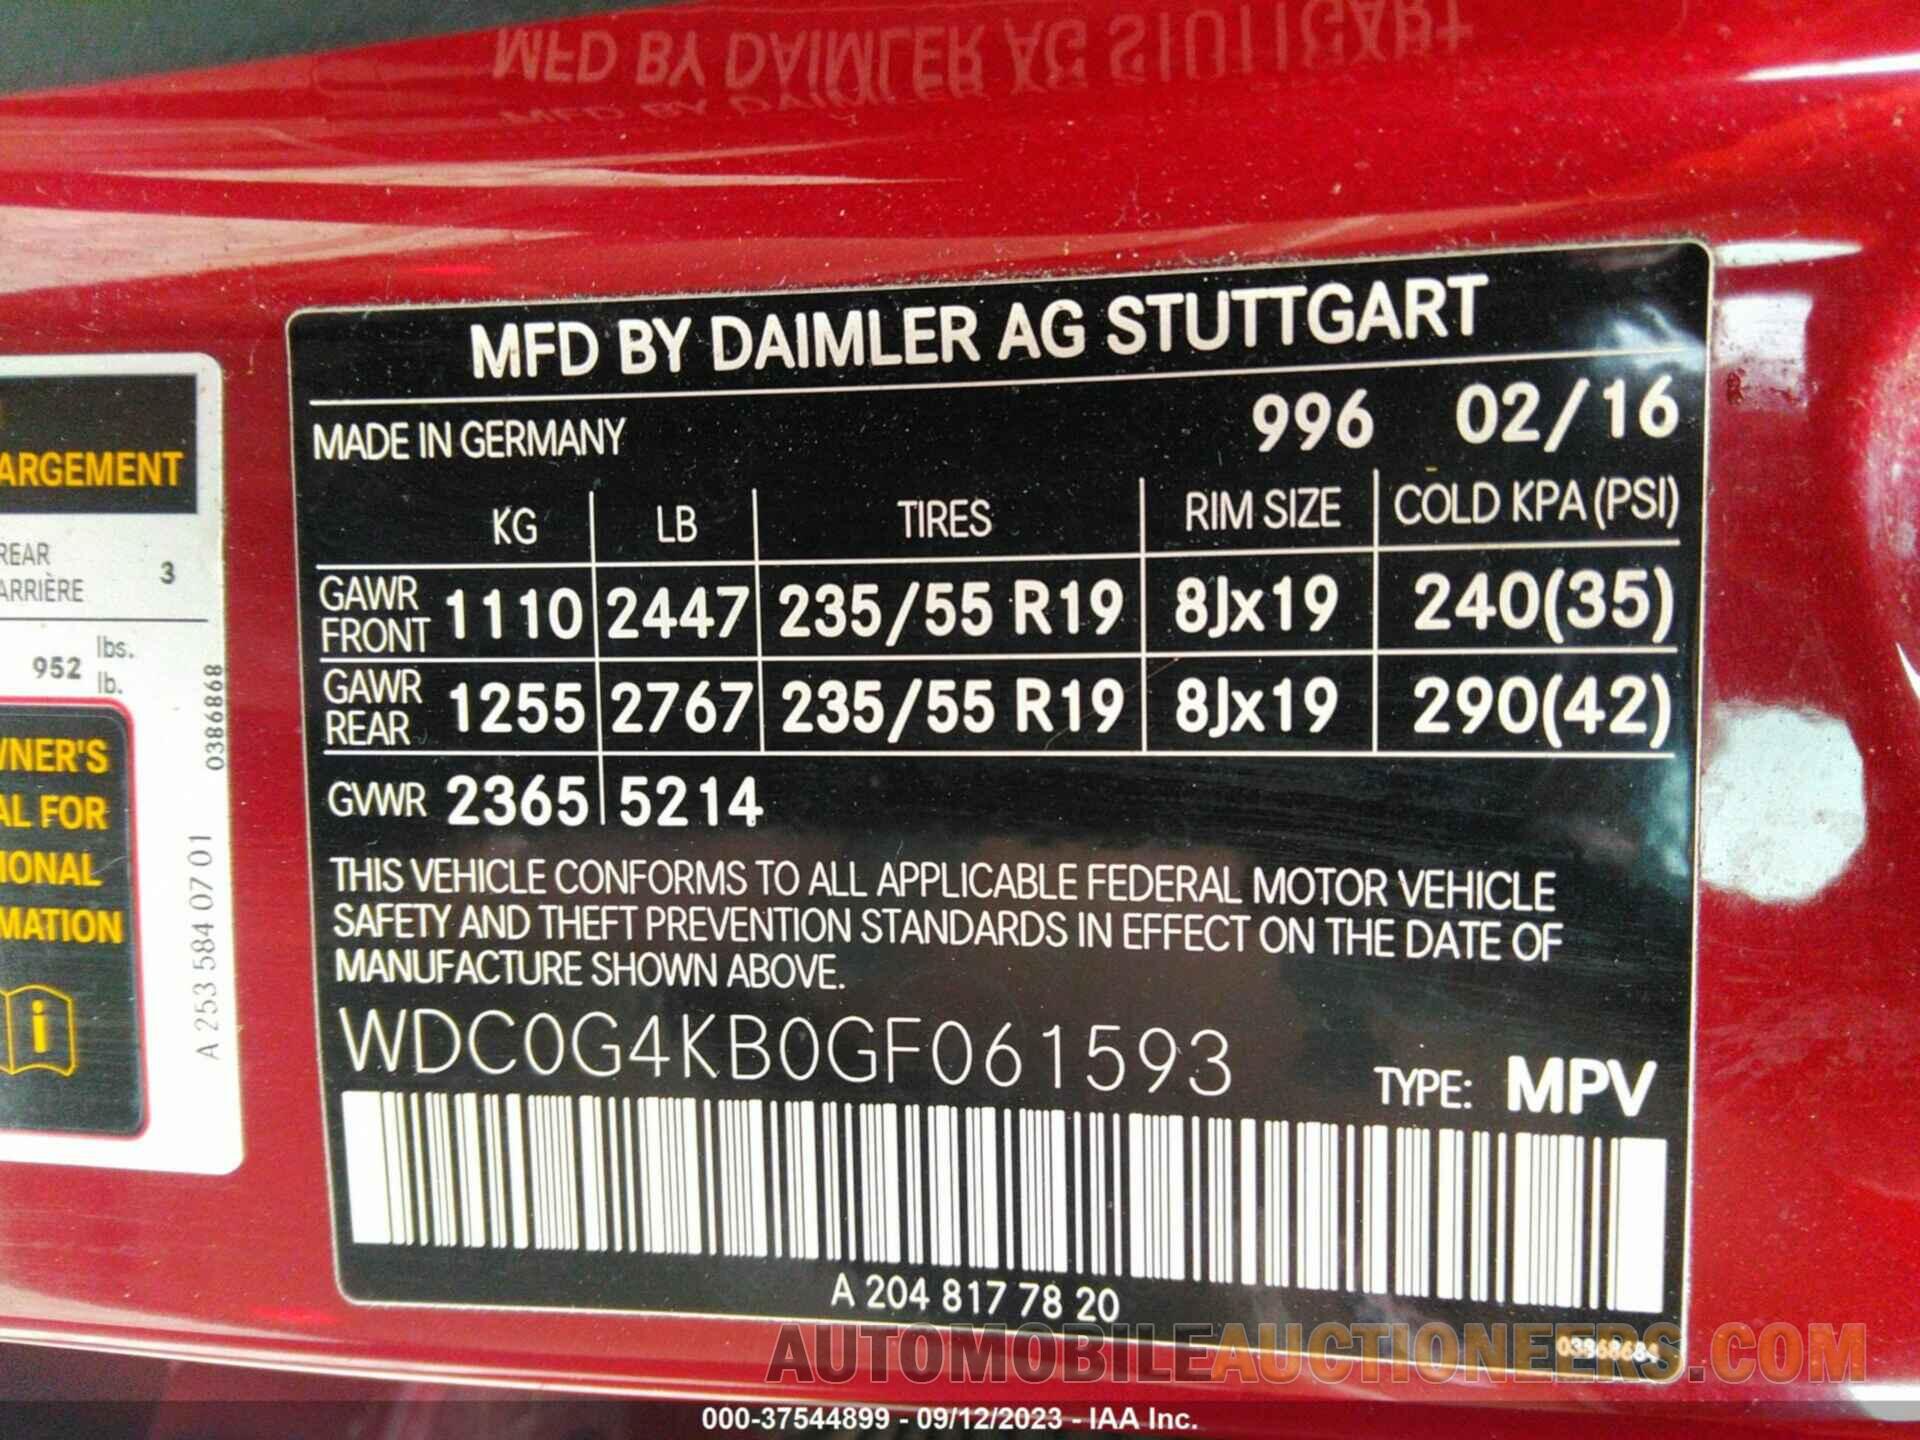 MFD BY DAIMLER AG STUTTGART
ARGEMENT
REAR
ARRIÈRE
3
952 lbs.
lb.
0386868
WNER'S
AL FOR
IONAL
MATION
A 253 584 07 01
MFD BY DAIMLER AG STUTTGART
MADE IN GERMANY 996 02/16
KG LB TIRES RIM SIZE COLD KPA (PSI)
GAWR
FRONT 1110 2447 235/55 R19 8Jx19 240(35)
GAWR
REAR 1255 2767 235/55 R19 8Jx19 290(42)
GVWR 2365 5214
THIS VEHICLE CONFORMS TO ALL APPLICABLE FEDERAL MOTOR VEHICLE
SAFETY AND THEFT PREVENTION STANDARDS IN EFFECT ON THE DATE OF
MANUFACTURE SHOWN ABOVE.
WDC0G4KB0GF061593
TYPE: MPV
A 204 817 78 20
AUTOMOBILEAUCTIONEERS.COM
000-37544899 - 09/12/2023 - IAA Inc.